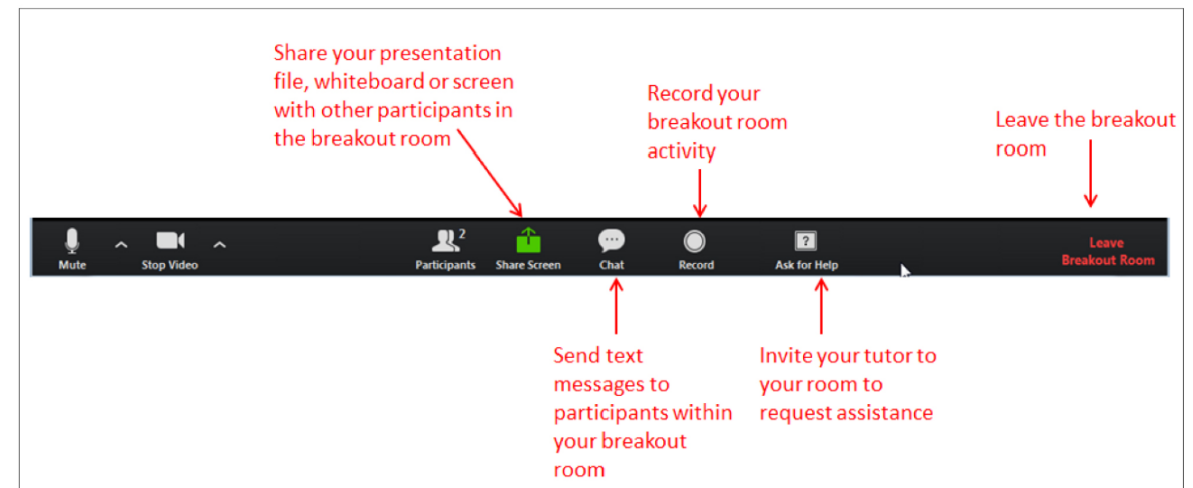 Share your presentation
file, whiteboard or screen
with other participants in
the breakout room
Record your
breakout room
activity
Leave the breakout
room
Mute
Stop Video
2
Participants
Share Screen
Chat
Record
?
Ask for Help
Leave
Breakout Room
Send text
messages to
participants within
your breakout
room
Invite your tutor to
your room to
request assistance